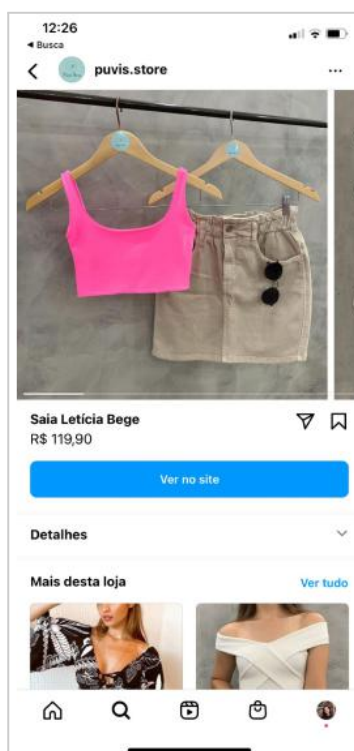 12:26
Busca
puvis.store
Saia Letícia Bege
R$ 119,90
Ver no site
Detalhes
Mais desta loja
Ver tudo